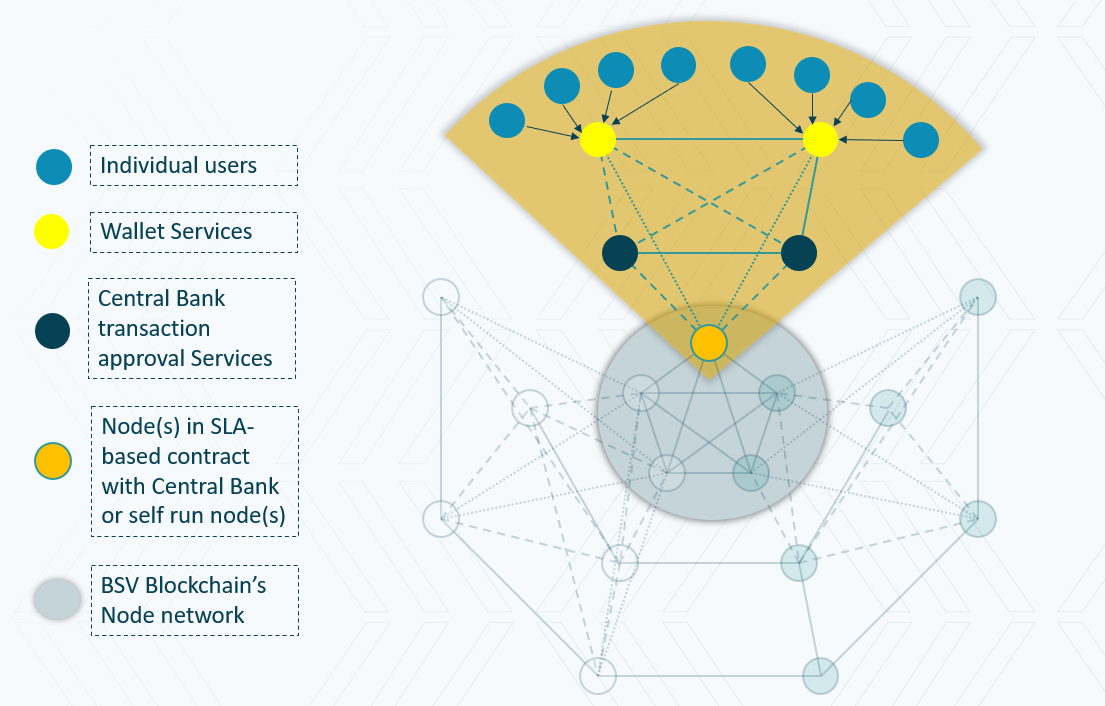 Individual users
Wallet Services
Central Bank
transaction
approval Services
Node(s) in SLA-
based contract
with Central Bank
or self run node(s)
BSV Blockchain’s
Node network